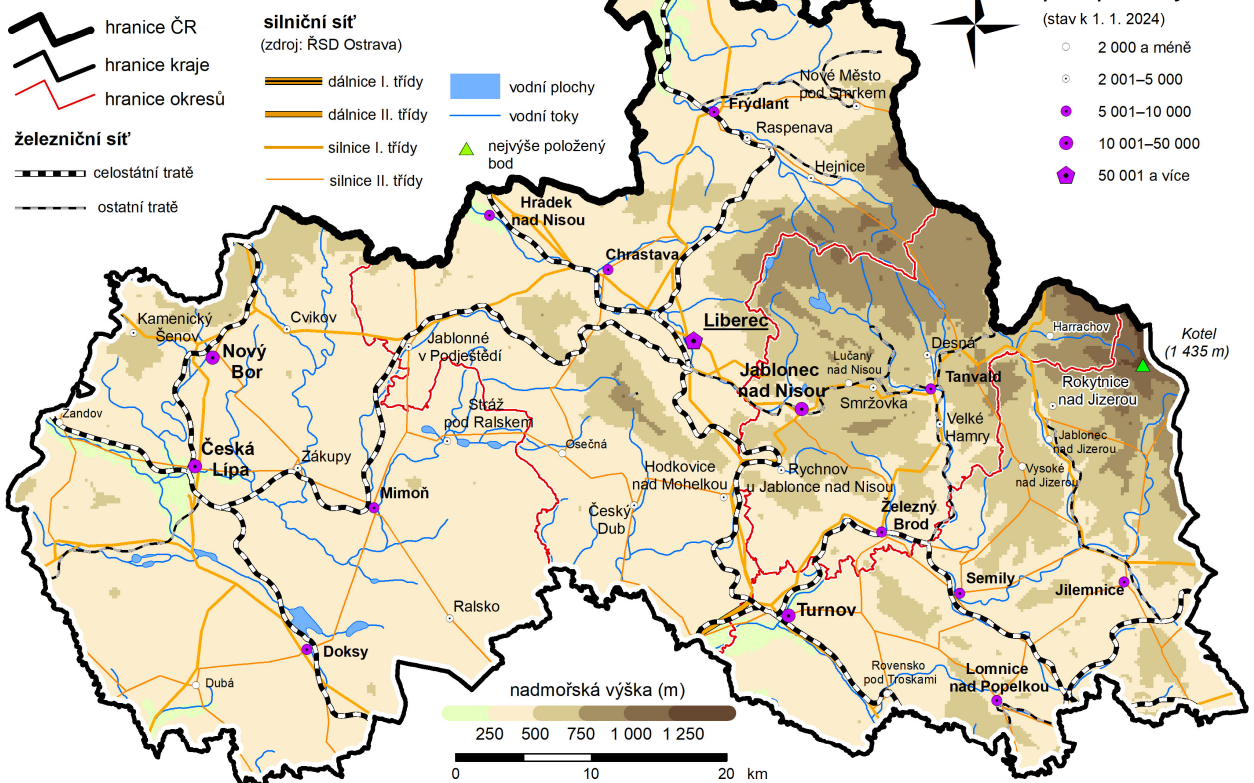 hranice ČR
hranice kraje
hranice okresů
železniční síť
celostátní tratě
ostatní tratě
silniční síť
(zdroj: ŘSD Ostrava)
dálnice I. třídy
dálnice II. třídy
silnice I. třídy
silnice II. třídy
vodní plochy
vodní toky
nejvýše položený
bod
(stav k 1. 1. 2024)
2 000 a méně
2 001–5 000
5 001–10 000
10 001–50 000
50 001 a více
Nové Město
pod Smrkem
Frýdlant
Raspenava
Hejnice
Hrádek
nad Nisou
Chrastava
Liberec
Kamenický
Šenov
Cvikov
Nový
Bor
Jablonné
v Podještědí
Jablonec
nad Nisou
Lučany
nad Nisou
Smržovka
Desná
Tanvald
Harrachov
Kotel
(1 435 m)
Rokytnice
nad Jizerou
Velké
Hamry
Jablonec
nad Jizerou
Vysoké
nad Jizerou
Žandov
Česká
Lípa
Zákupy
Stráž
pod Ralskem
Osečná
Mimoň
Hodkovice
nad Mohelkou
Rychnov
u Jablonce nad Nisou
Český
Dub
Železný
Brod
Semily
Jilemnice
Turnov
Ralsko
Doksy
Dubá
Rovensko
pod Troskami
Lomnice
nad Popelkou
nadmořská výška (m)
250 500 750 1 000 1 250
0 10 20 km